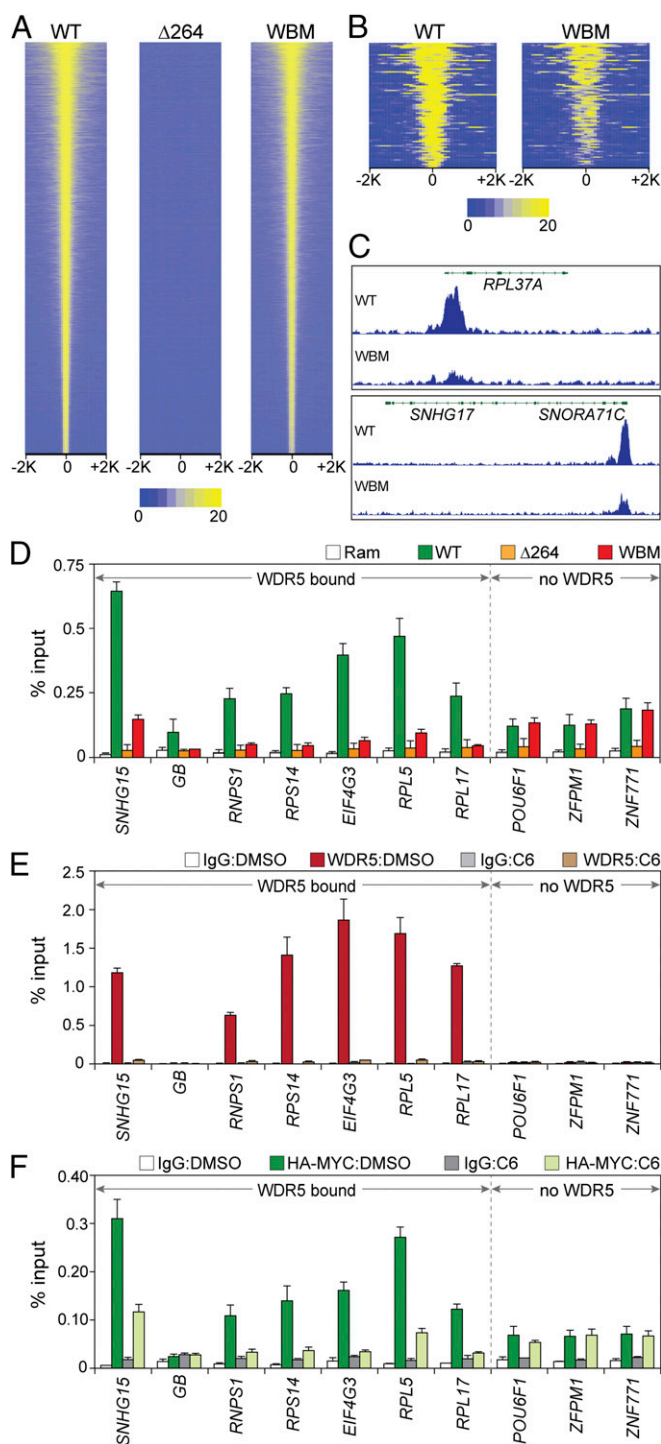 A
WT
Δ264
WBM
-2K 0 +2K
-2K 0 +2K
-2K 0 +2K
0 20
B
WT
WBM
-2K 0 +2K
-2K 0 +2K
0 20
C
RPL37A
WT
WBM
SNHG17 SNORA71C
WT
WBM
D
Ram WT Δ264 WBM
WDR5 bound no WDR5
% input
0.75
0.5
0.25
0
SNHG15 GB RNPS1 RPS14 EIF4G3 RPL5 RPL17 POU6F1 ZFPM1 ZNF771
E
IgG:DMSO WDR5:DMSO IgG:C6 WDR5:C6
WDR5 bound no WDR5
% input
2.5
2.0
1.5
1.0
0.5
0
SNHG15 GB RNPS1 RPS14 EIF4G3 RPL5 RPL17 POU6F1 ZFPM1 ZNF771
F
IgG:DMSO HA-MYC:DMSO IgG:C6 HA-MYC:C6
WDR5 bound no WDR5
% input
0.40
0.3
0.20
0.10
0
SNHG15 GB RNPS1 RPS14 EIF4G3 RPL5 RPL17 POU6F1 ZFPM1 ZNF771